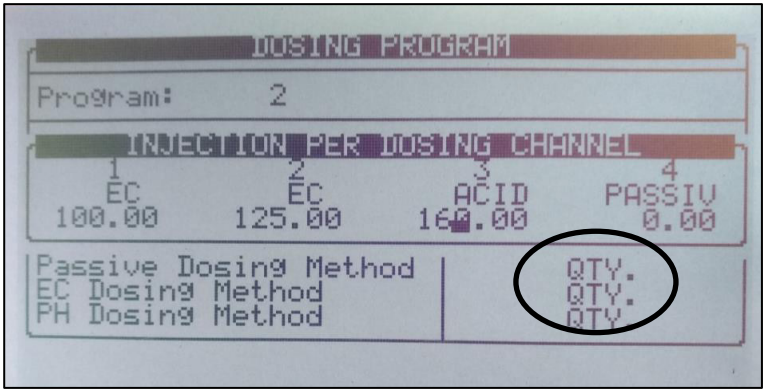 DOSING PROGRAM
Program: 2
INJECTION PER DOSING CHANNEL
1 2 3 4
EC EC ACID PASSIV
100.00 125.00 160.00 0.00
Passive Dosing Method QTY.
EC Dosing Method QTY.
PH Dosing Method QTY.